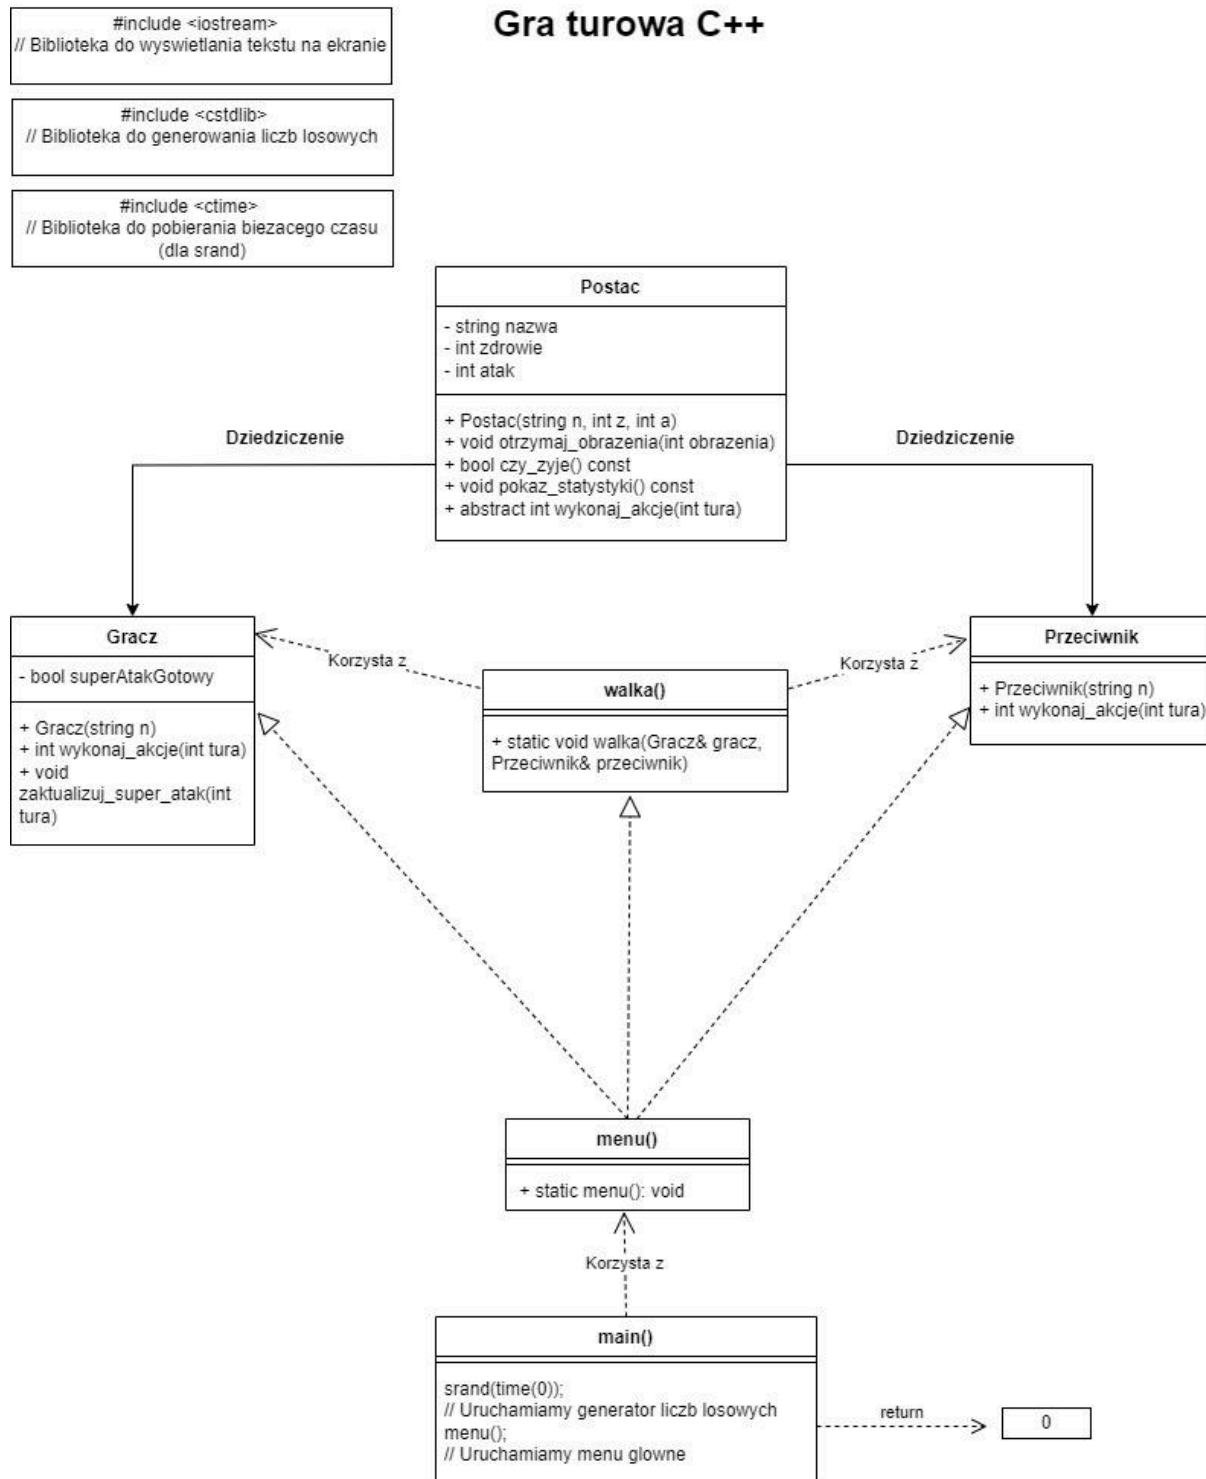 Gra turowa C++
#include <iostream>
// Biblioteka do wyswietlania tekstu na ekranie
#include <cstdlib>
// Biblioteka do generowania liczb losowych
#include <ctime>
// Biblioteka do pobierania biezacego czasu
(dla srand)
Postac
- string nazwa
- int zdrowie
- int atak
+ Postac(string n, int z, int a)
+ void otrzymaj_obrazenia(int obrazenia)
+ bool czy_zyje() const
+ void pokaz_statystyki() const
+ abstract int wykonaj_akcje(int tura)
Dziedziczenie
Dziedziczenie
Gracz
- bool superAtakGotowy
+ Gracz(string n)
+ int wykonaj_akcje(int tura)
+ void
zaktualizuj_super_atak(int
tura)
Korzysta z
walka()
+ static void walka(Gracz& gracz,
Przeciwnik& przeciwnik)
Korzysta z
Przeciwnik
+ Przeciwnik(string n)
+ int wykonaj_akcje(int tura)
menu()
+ static menu(): void
Korzysta z
main()
srand(time(0));
// Uruchamiamy generator liczb losowych
menu();
// Uruchamiamy menu glowne
return
0